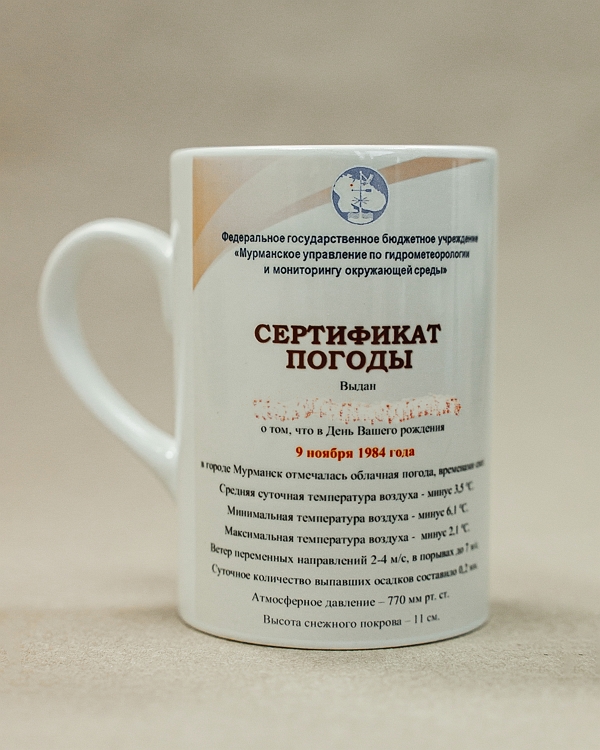 Федеральное государственное бюджетное учреждение
«Мурманское управление по гидрометеорологии
и мониторингу окружающей среды»
СЕРТИФИКАТ
ПОГОДЫ
Выдан
о том, что в День Вашего рождения
9 ноября 1984 года
в городе Мурманск отмечалась облачная погода, временами
Средняя суточная температура воздуха - минус 3,5 °С.
Минимальная температура воздуха - минус 6,1 °С.
Максимальная температура воздуха - минус 2,1 °С.
Ветер переменных направлений 2-4 м/с, в порывах до 7 м/с.
Суточное количество выпавших осадков составило 0,2 мм.
Атмосферное давление – 770 мм рт. ст.
Высота снежного покрова – 11 см.